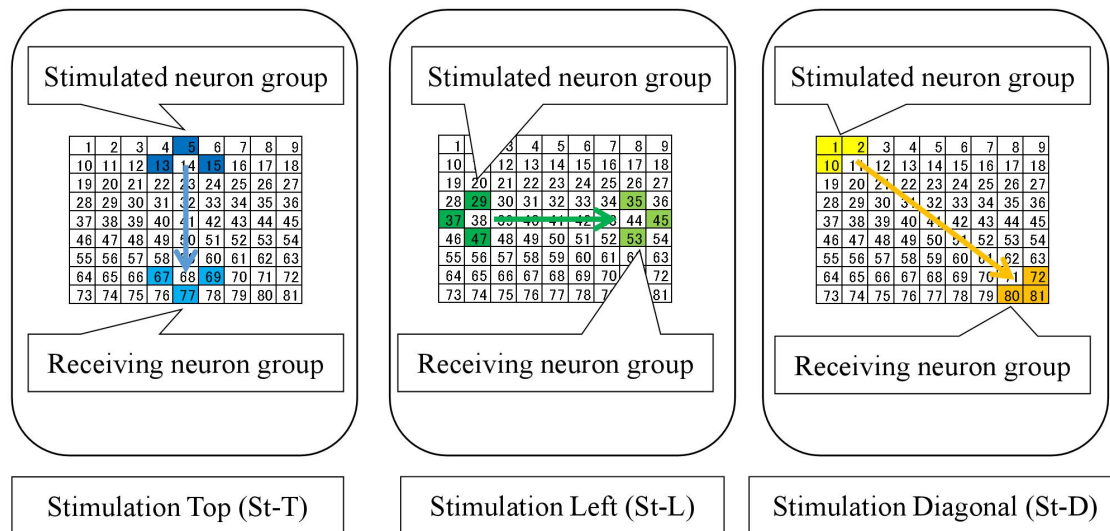 Stimulated neuron group
1 2 3 4 5 6 7 8 9
10 11 12 13 14 15 16 17 18
19 20 21 22 23 24 25 26 27
28 29 30 31 32 33 34 35 36
37 38 39 40 41 42 43 44 45
46 47 48 49 50 51 52 53 54
55 56 57 58 60 61 62 63
64 65 66 67 68 69 70 71 72
73 74 75 76 77 78 79 80 81
Receiving neuron group
Stimulation Top (St-T)
Stimulated neuron group
1 3 4 5 6 7 8 9
10 12 13 14 15 16 17 18
19 20 21 22 23 24 25 26 27
28 29 30 31 32 33 34 35 36
37 38 39 40 41 42 43 44 45
46 47 48 49 50 51 52 53 54
55 56 57 58 59 60 61 63
64 65 66 67 68 69 70 72
73 74 75 76 77 78 79 81
Receiving neuron group
Stimulation Left (St-L)
Stimulated neuron group
1 2 3 4 5 6 7 8 9
10 11 12 13 14 15 16 17 18
19 20 21 22 23 24 25 26 27
28 29 30 31 32 33 34 35 36
37 38 39 40 41 42 43 44 45
46 47 48 49 50 51 52 53 54
55 56 57 58 59 60 62 63
64 65 66 67 68 69 70 71 72
73 74 75 76 77 78 79 80 81
Receiving neuron group
Stimulation Diagonal (St-D)